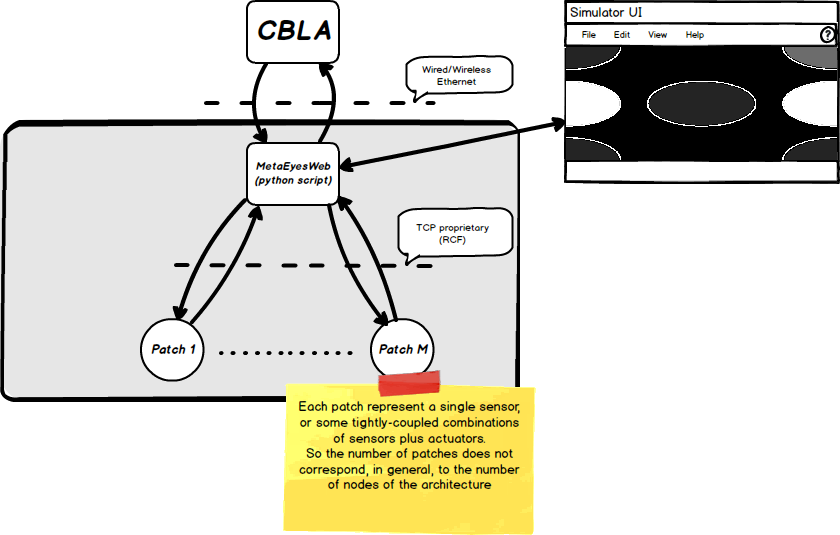 CBLA
Simulator UI
File Edit View Help ?
Wired/Wireless
Ethernet
MetaEyesWeb
(python script)
TCP proprietary
(RCF)
Patch 1
Patch M
Each patch represent a single sensor,
or some tightly-coupled combinations
of sensors plus actuators.
So the number of patches does not
correspond, in general, to the number
of nodes of the architecture